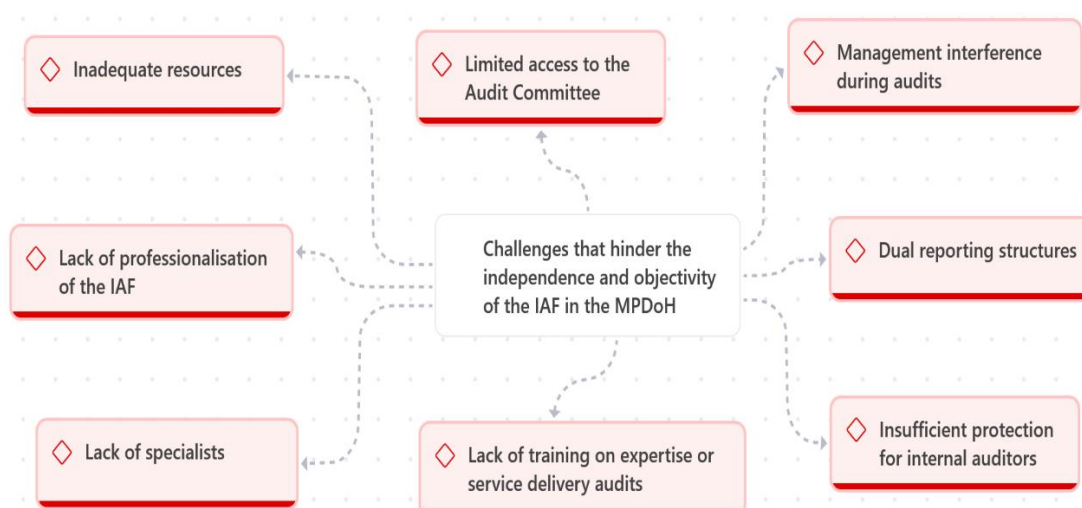 Inadequate resources
Limited access to the
Audit Committee
Management interference
during audits
Lack of professionalisation
of the IAF
Challenges that hinder the
independence and objectivity
of the IAF in the MPDoH
Dual reporting structures
Lack of specialists
Lack of training on expertise or
service delivery audits
Insufficient protection
for internal auditors